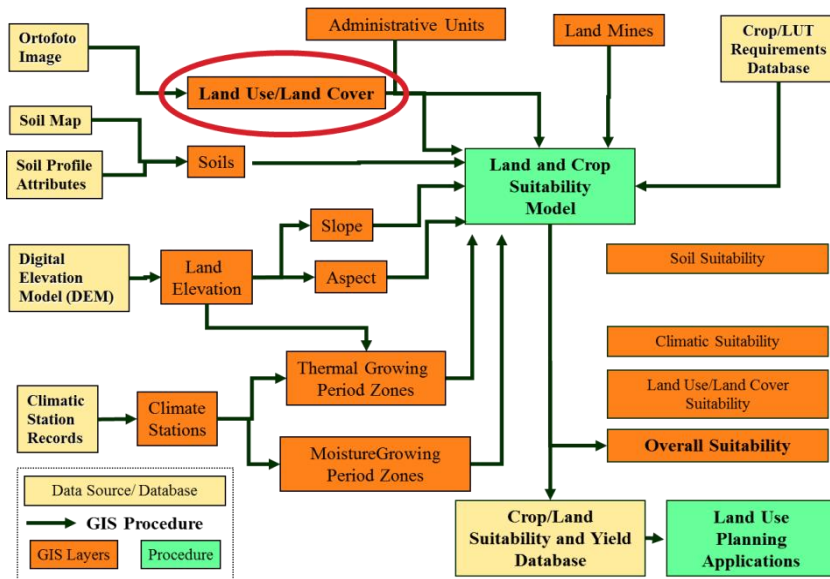 Ortofoto
Image
Administrative Units
Land Mines
Crop/LUT
Requirements
Database
Land Use/Land Cover
Soil Map
Soil Profile
Attributes
Soils
Land and Crop
Suitability
Model
Slope
Aspect
Digital
Elevation
Model (DEM)
Land
Elevation
Soil Suitability
Climatic Suitability
Land Use/Land Cover
Suitability
Overall Suitability
Thermal Growing
Period Zones
Climatic
Station
Records
Climate
Stations
MoistureGrowing
Period Zones
Data Source/ Database
GIS Procedure
GIS Layers
Procedure
Crop/Land
Suitability and Yield
Database
Land Use
Planning
Applications